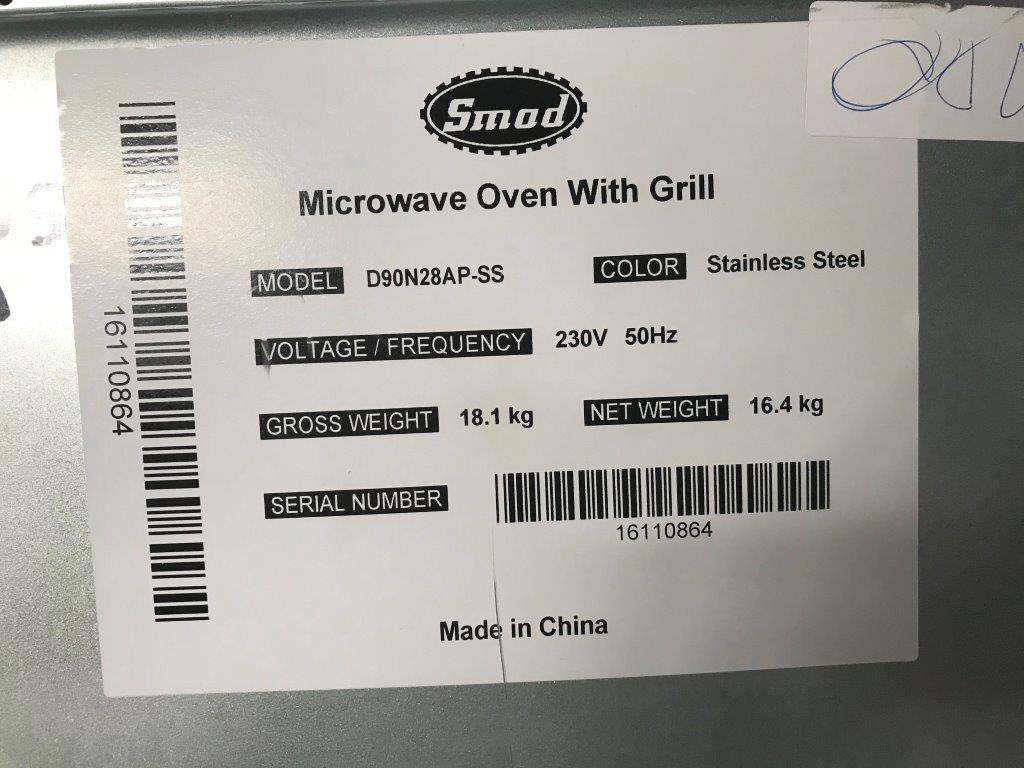 Smad
Microwave Oven With Grill
MODEL D90N28AP-SS COLOR Stainless Steel
VOLTAGE / FREQUENCY 230V 50Hz
GROSS WEIGHT 18.1 kg NET WEIGHT 16.4 kg
SERIAL NUMBER
16110864
Made in China
16110864